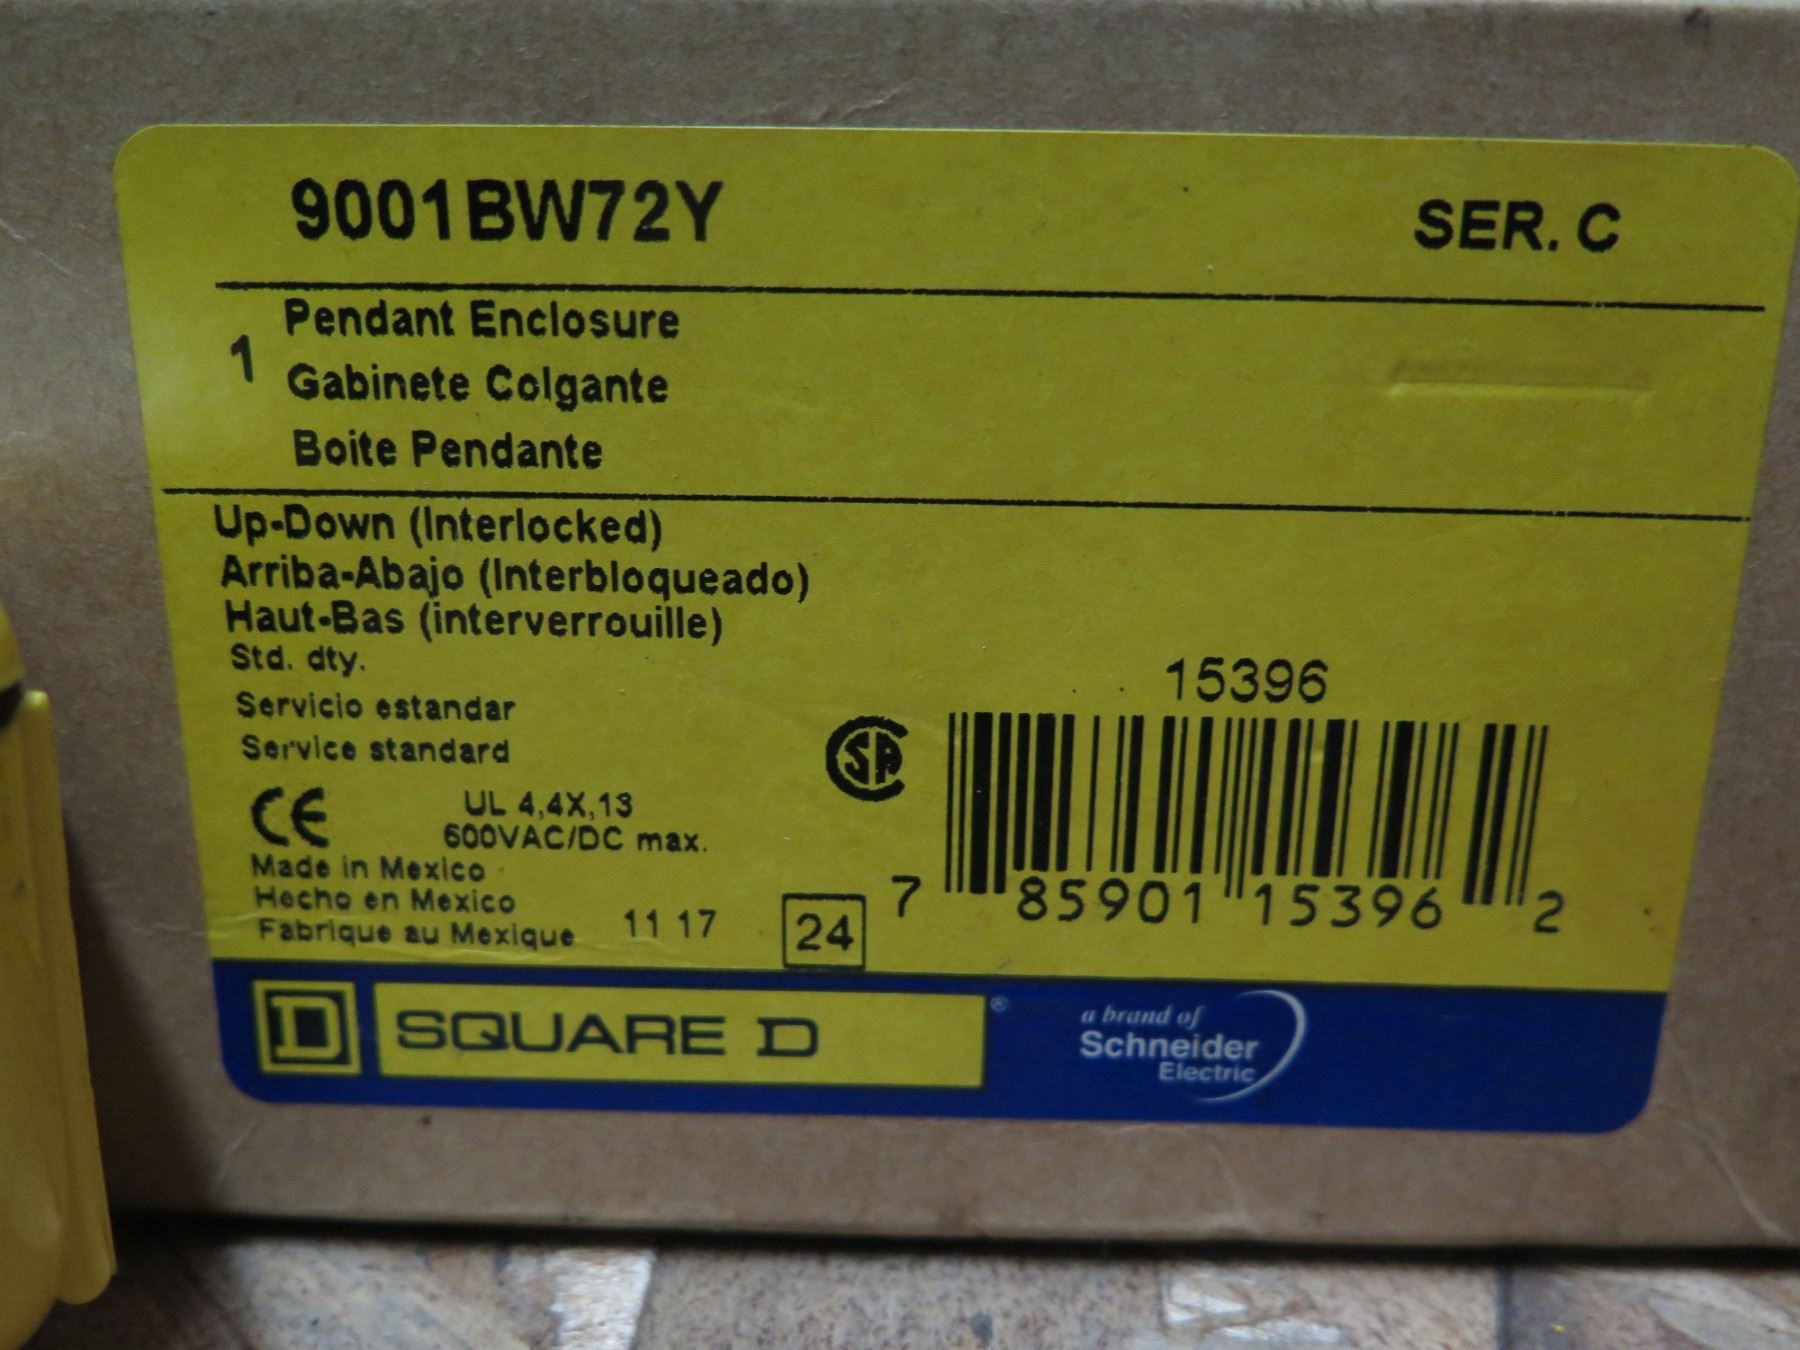 9001BW72Y SER. C
1
Pendant Enclosure
Gabinete Colgante
Boite Pendante
Up-Down (Interlocked)
Arriba-Abajo (Interbloqueado)
Haut-Bas (interverrouille)
Std. dty.
Servicio estandar
Service standard
CE
UL 4,4X,13
600VAC/DC max.
Made in Mexico
Hecho en Mexico
Fabrique au Mexique
11 17
24
SA
15396
7 85901 15396 2
D SQUARE D ®
a brand of
Schneider
Electric